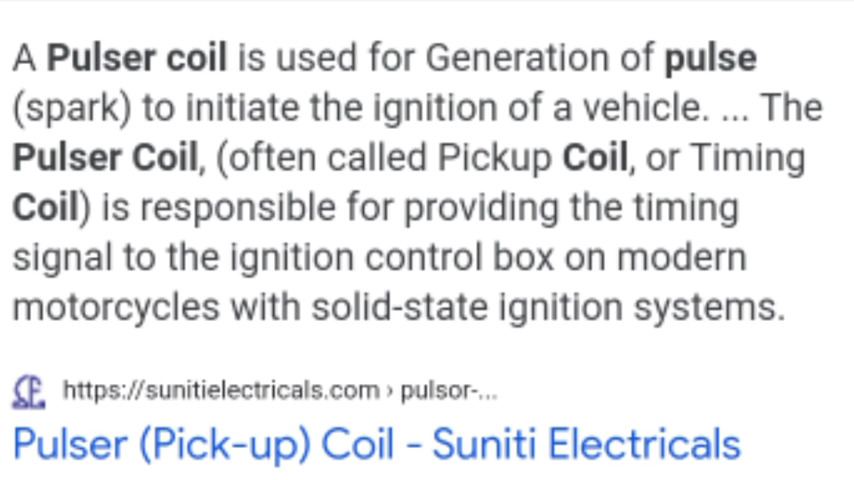 A Pulser coil is used for Generation of pulse
(spark) to initiate the ignition of a vehicle. ... The
Pulser Coil, (often called Pickup Coil, or Timing
Coil) is responsible for providing the timing
signal to the ignition control box on modern
motorcycles with solid-state ignition systems.
https://sunitielectricals.com › pulsor-...
Pulser (Pick-up) Coil - Suniti Electricals